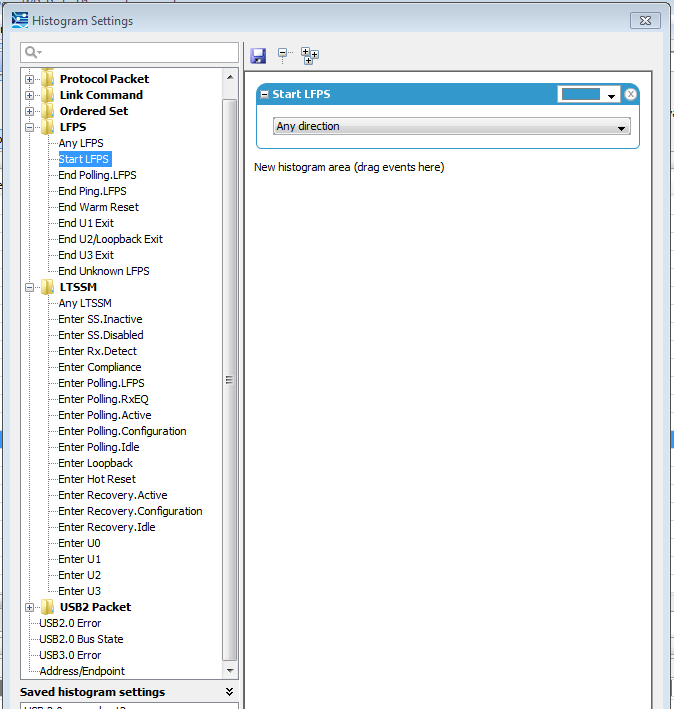 Histogram Settings
Protocol Packet
Link Command
Ordered Set
LFPS
Any LFPS
Start LFPS
End Polling.LFPS
End Ping.LFPS
End Warm Reset
End U1 Exit
End U2/Loopback Exit
End U3 Exit
End Unknown LFPS
LTSSM
Any LTSSM
Enter SS.Inactive
Enter SS.Disabled
Enter Rx.Detect
Enter Compliance
Enter Polling.LFPS
Enter Polling.RxEQ
Enter Polling.Active
Enter Polling.Configuration
Enter Polling.Idle
Enter Loopback
Enter Hot Reset
Enter Recovery.Active
Enter Recovery.Configuration
Enter Recovery.Idle
Enter U0
Enter U1
Enter U2
Enter U3
USB2 Packet
USB2.0 Error
USB2.0 Bus State
USB3.0 Error
Address/Endpoint
Saved histogram settings
Start LFPS
Any direction
New histogram area (drag events here)